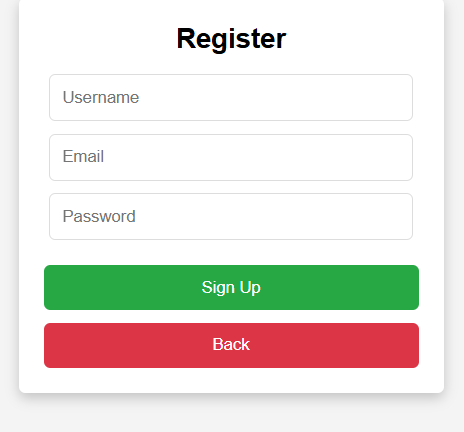 Register
Username
Email
Password
Sign Up
Back